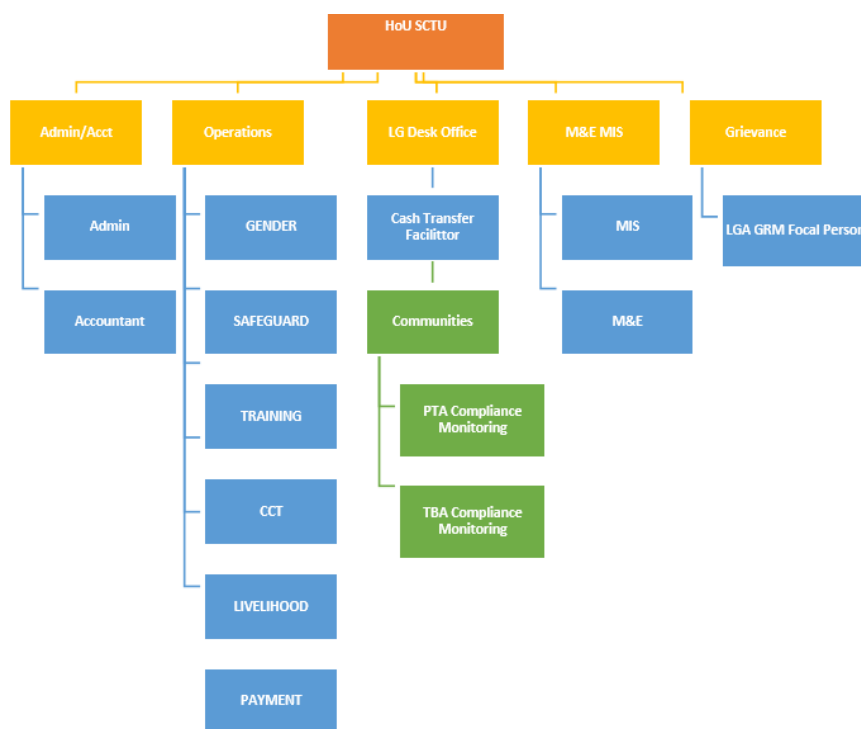 HoU SCTU
Admin/Acct
Operations
LG Desk Office
M&E MIS
Grievance
Admin
GENDER
Cash Transfer
Facilittor
MIS
LGA GRM Focal Person
Accountant
SAFEGUARD
Communities
M&E
TRAINING
PTA Compliance
Monitoring
CCT
TBA Compliance
Monitoring
LIVELIHOOD
PAYMENT